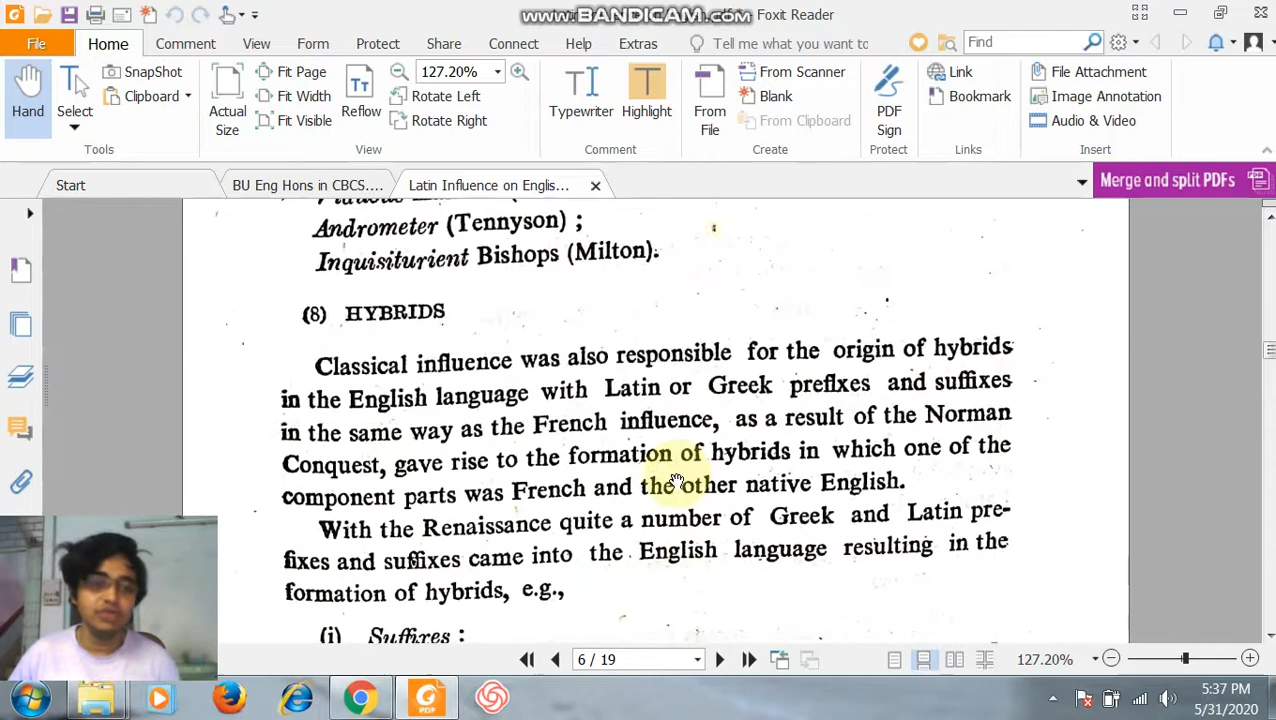 www.BANDICAM.com
Foxit Reader
File Home Comment View Form Protect Share Connect Help Extras Tell me what you want to Find
Hand
Select
SnapShot
Clipboard
Tools
Actual
Size
Fit Page
Fit Width
Fit Visible
Reflow
127.20%
Rotate Left
Rotate Right
View
Typewriter
Highlight
Comment
From
File
From Scanner
Blank
From Clipboard
Create
PDF
Sign
Protect
Link
Bookmark
Links
File Attachment
Image Annotation
Audio & Video
Insert
Start
BU Eng Hons in CBCS....
Latin Influence on Englis...
Merge and split PDFs
Andrometer (Tennyson) ;
Inquisiturient Bishops (Milton).
(8) HYBRIDS
Classical influence was also responsible for the origin of hybrids
in the English language with Latin or Greek prefixes and suffixes
in the same way as the French influence, as a result of the Norman
Conquest, gave rise to the formation of hybrids in which one of the
component parts was French and the other native English.
With the Renaissance quite a number of Greek and Latin pre-
fixes and suffixes came into the English language resulting in the
formation of hybrids, e.g.,
(i) Suffixes :
6 / 19
127.20%
PDF
5:37 PM
5/31/2020